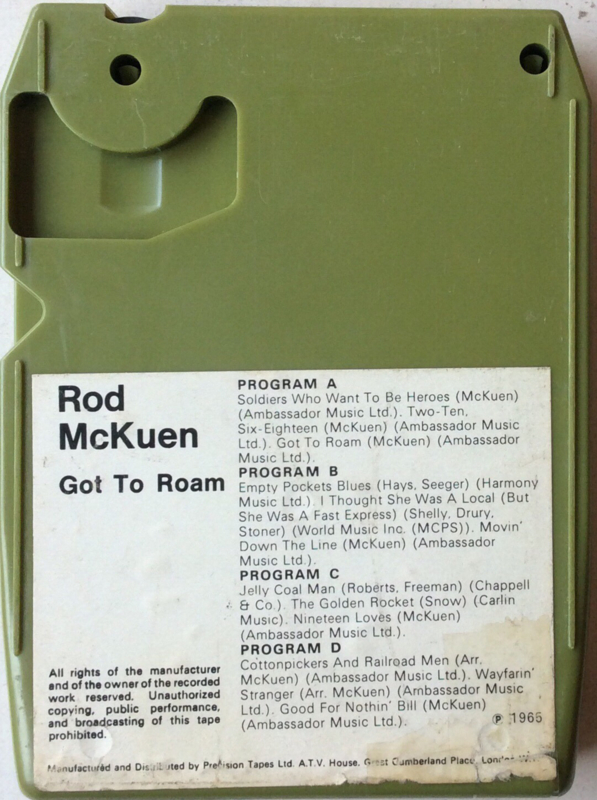 Rod
McKuen
Got To Roam
PROGRAM A
Soldiers Who Want To Be Heroes (McKuen)
(Ambassador Music Ltd.). Two-Ten,
Six-Eighteen (McKuen) (Ambassador Music
Ltd.). Got To Roam (McKuen) (Ambassador
Music Ltd.).
PROGRAM B
Empty Pockets Blues (Hays, Seeger) (Harmony
Music Ltd.). I Thought She Was A Local (But
She Was A Fast Express) (Shelly, Drury,
Stoner) (World Music Inc. (MCPS)). Movin'
Down The Line (McKuen) (Ambassador
Music Ltd.).
PROGRAM C
Jelly Coal Man (Roberts, Freeman) (Chappell
& Co.). The Golden Rocket (Snow) (Carlin
Music). Nineteen Loves (McKuen)
(Ambassador Music Ltd.).
PROGRAM D
Cottonpickers And Railroad Men (Arr.
McKuen) (Ambassador Music Ltd.). Wayfarin'
Stranger (Arr. McKuen) (Ambassador Music
Ltd.). Good For Nothin' Bill (McKuen)
(Ambassador Music Ltd.).
℗ 1965
All rights of the manufacturer
and of the owner of the recorded
work reserved. Unauthorized
copying, public performance,
and broadcasting of this tape
prohibited.
Manufactured and Distributed by Precision Tapes Ltd. A.T.V. House. Great Cumberland Place, London